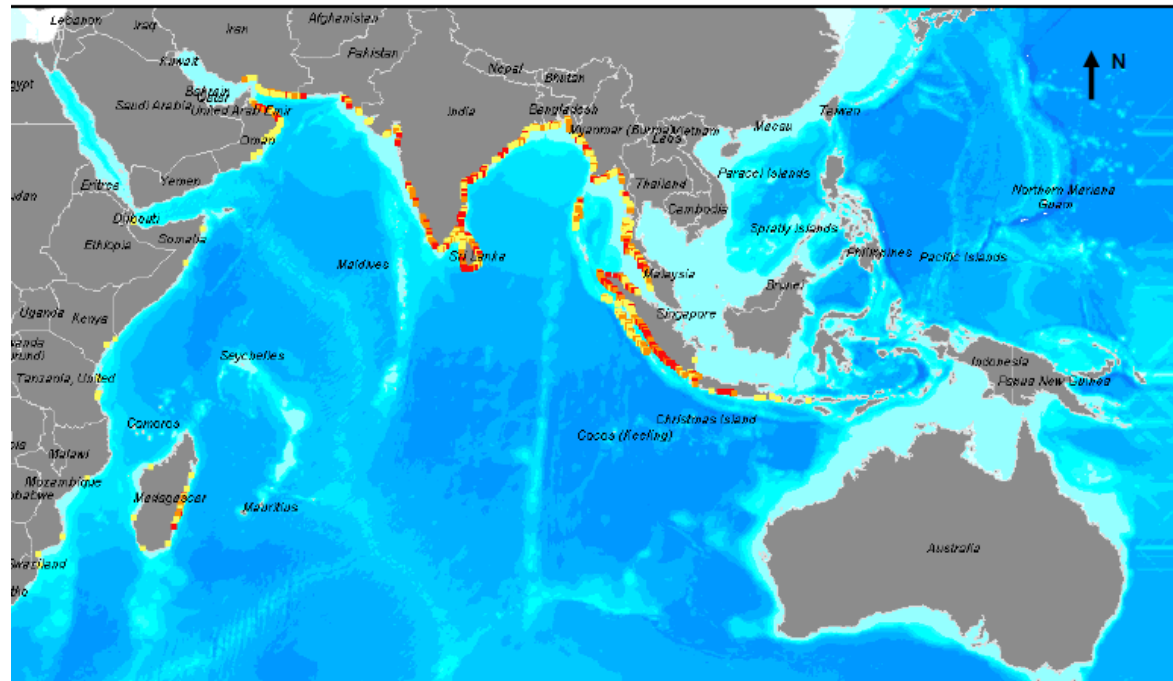 Lebanon
Iraq
Iran
Afghanistan
Kuwait
Pakistan
Nepal
Bhutan
N
Bahrain
Qatar
Saudi Arabia
United Arab Emir
India
Bangladesh
Taiwan
Macau
Myanmar (Burma)
Vietnam
Laos
Oman
Paracel Islands
Thailand
Eritrea
Yemen
Northern Mariana
Guam
Cambodia
Djibouti
Spratly Islands
Ethiopia
Somalia
Philippines
Pacific Islands
Sri Lanka
Maldives
Malaysia
Brunei
Uganda
Kenya
Singapore
Seychelles
Indonesia
Tanzania, United
Papua New Guinea
Christmas Island
Comoros
Cocos (Keeling)
Malawi
Mozambique
Madagascar
Mauritius
Australia
Swaziland